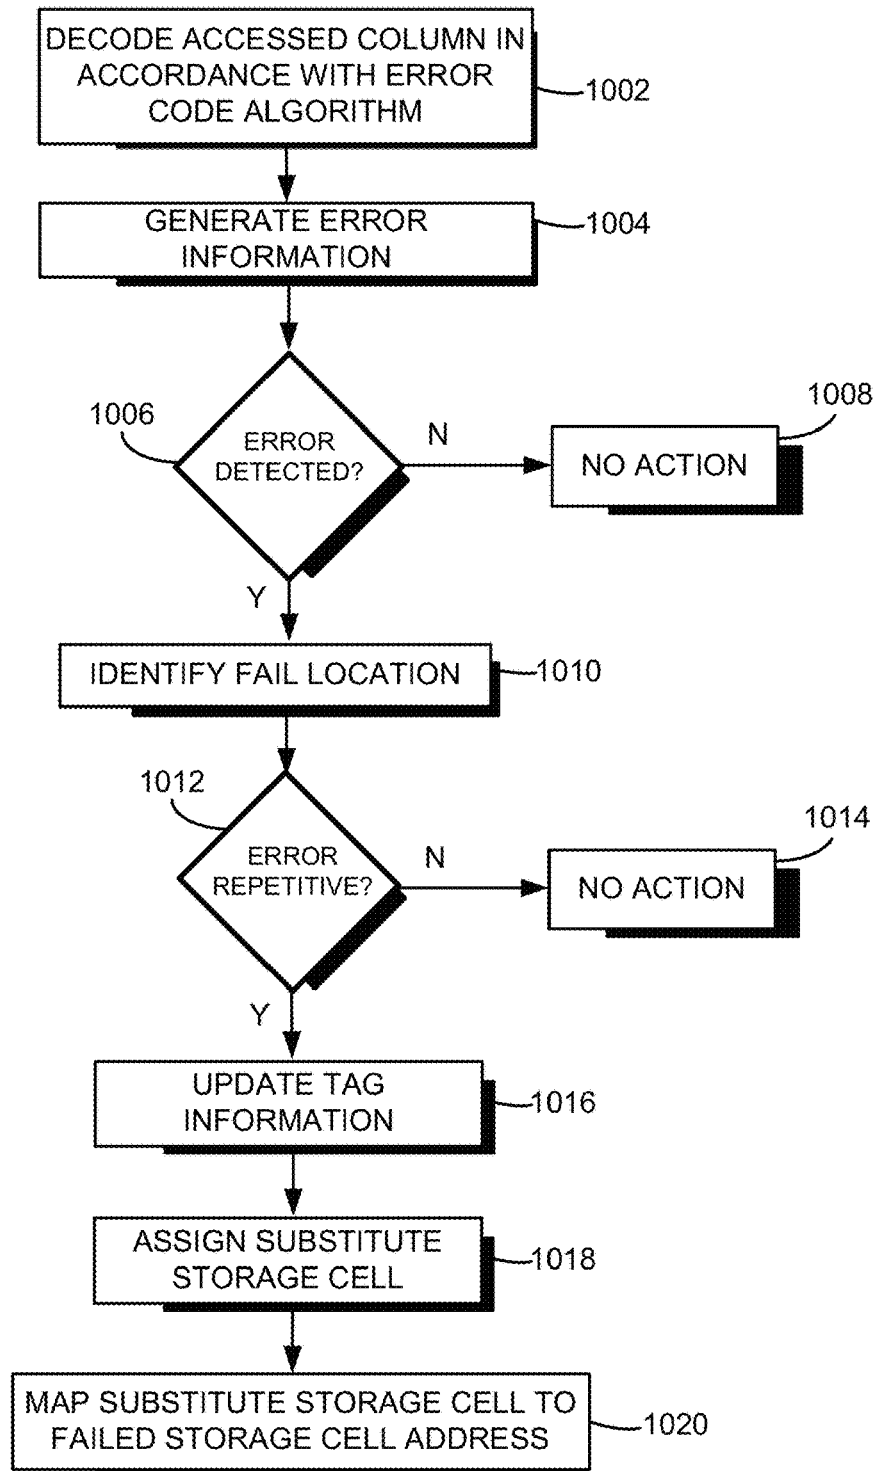 DECODE ACCESSED COLUMN IN
ACCORDANCE WITH ERROR
CODE ALGORITHM
1002
GENERATE ERROR
INFORMATION
1004
1006
ERROR
DETECTED?
N
1008
NO ACTION
Y
IDENTIFY FAIL LOCATION
1010
1012
ERROR
REPETITIVE?
N
1014
NO ACTION
Y
UPDATE TAG
INFORMATION
1016
ASSIGN SUBSTITUTE
STORAGE CELL
1018
MAP SUBSTITUTE STORAGE CELL TO
FAILED STORAGE CELL ADDRESS
1020